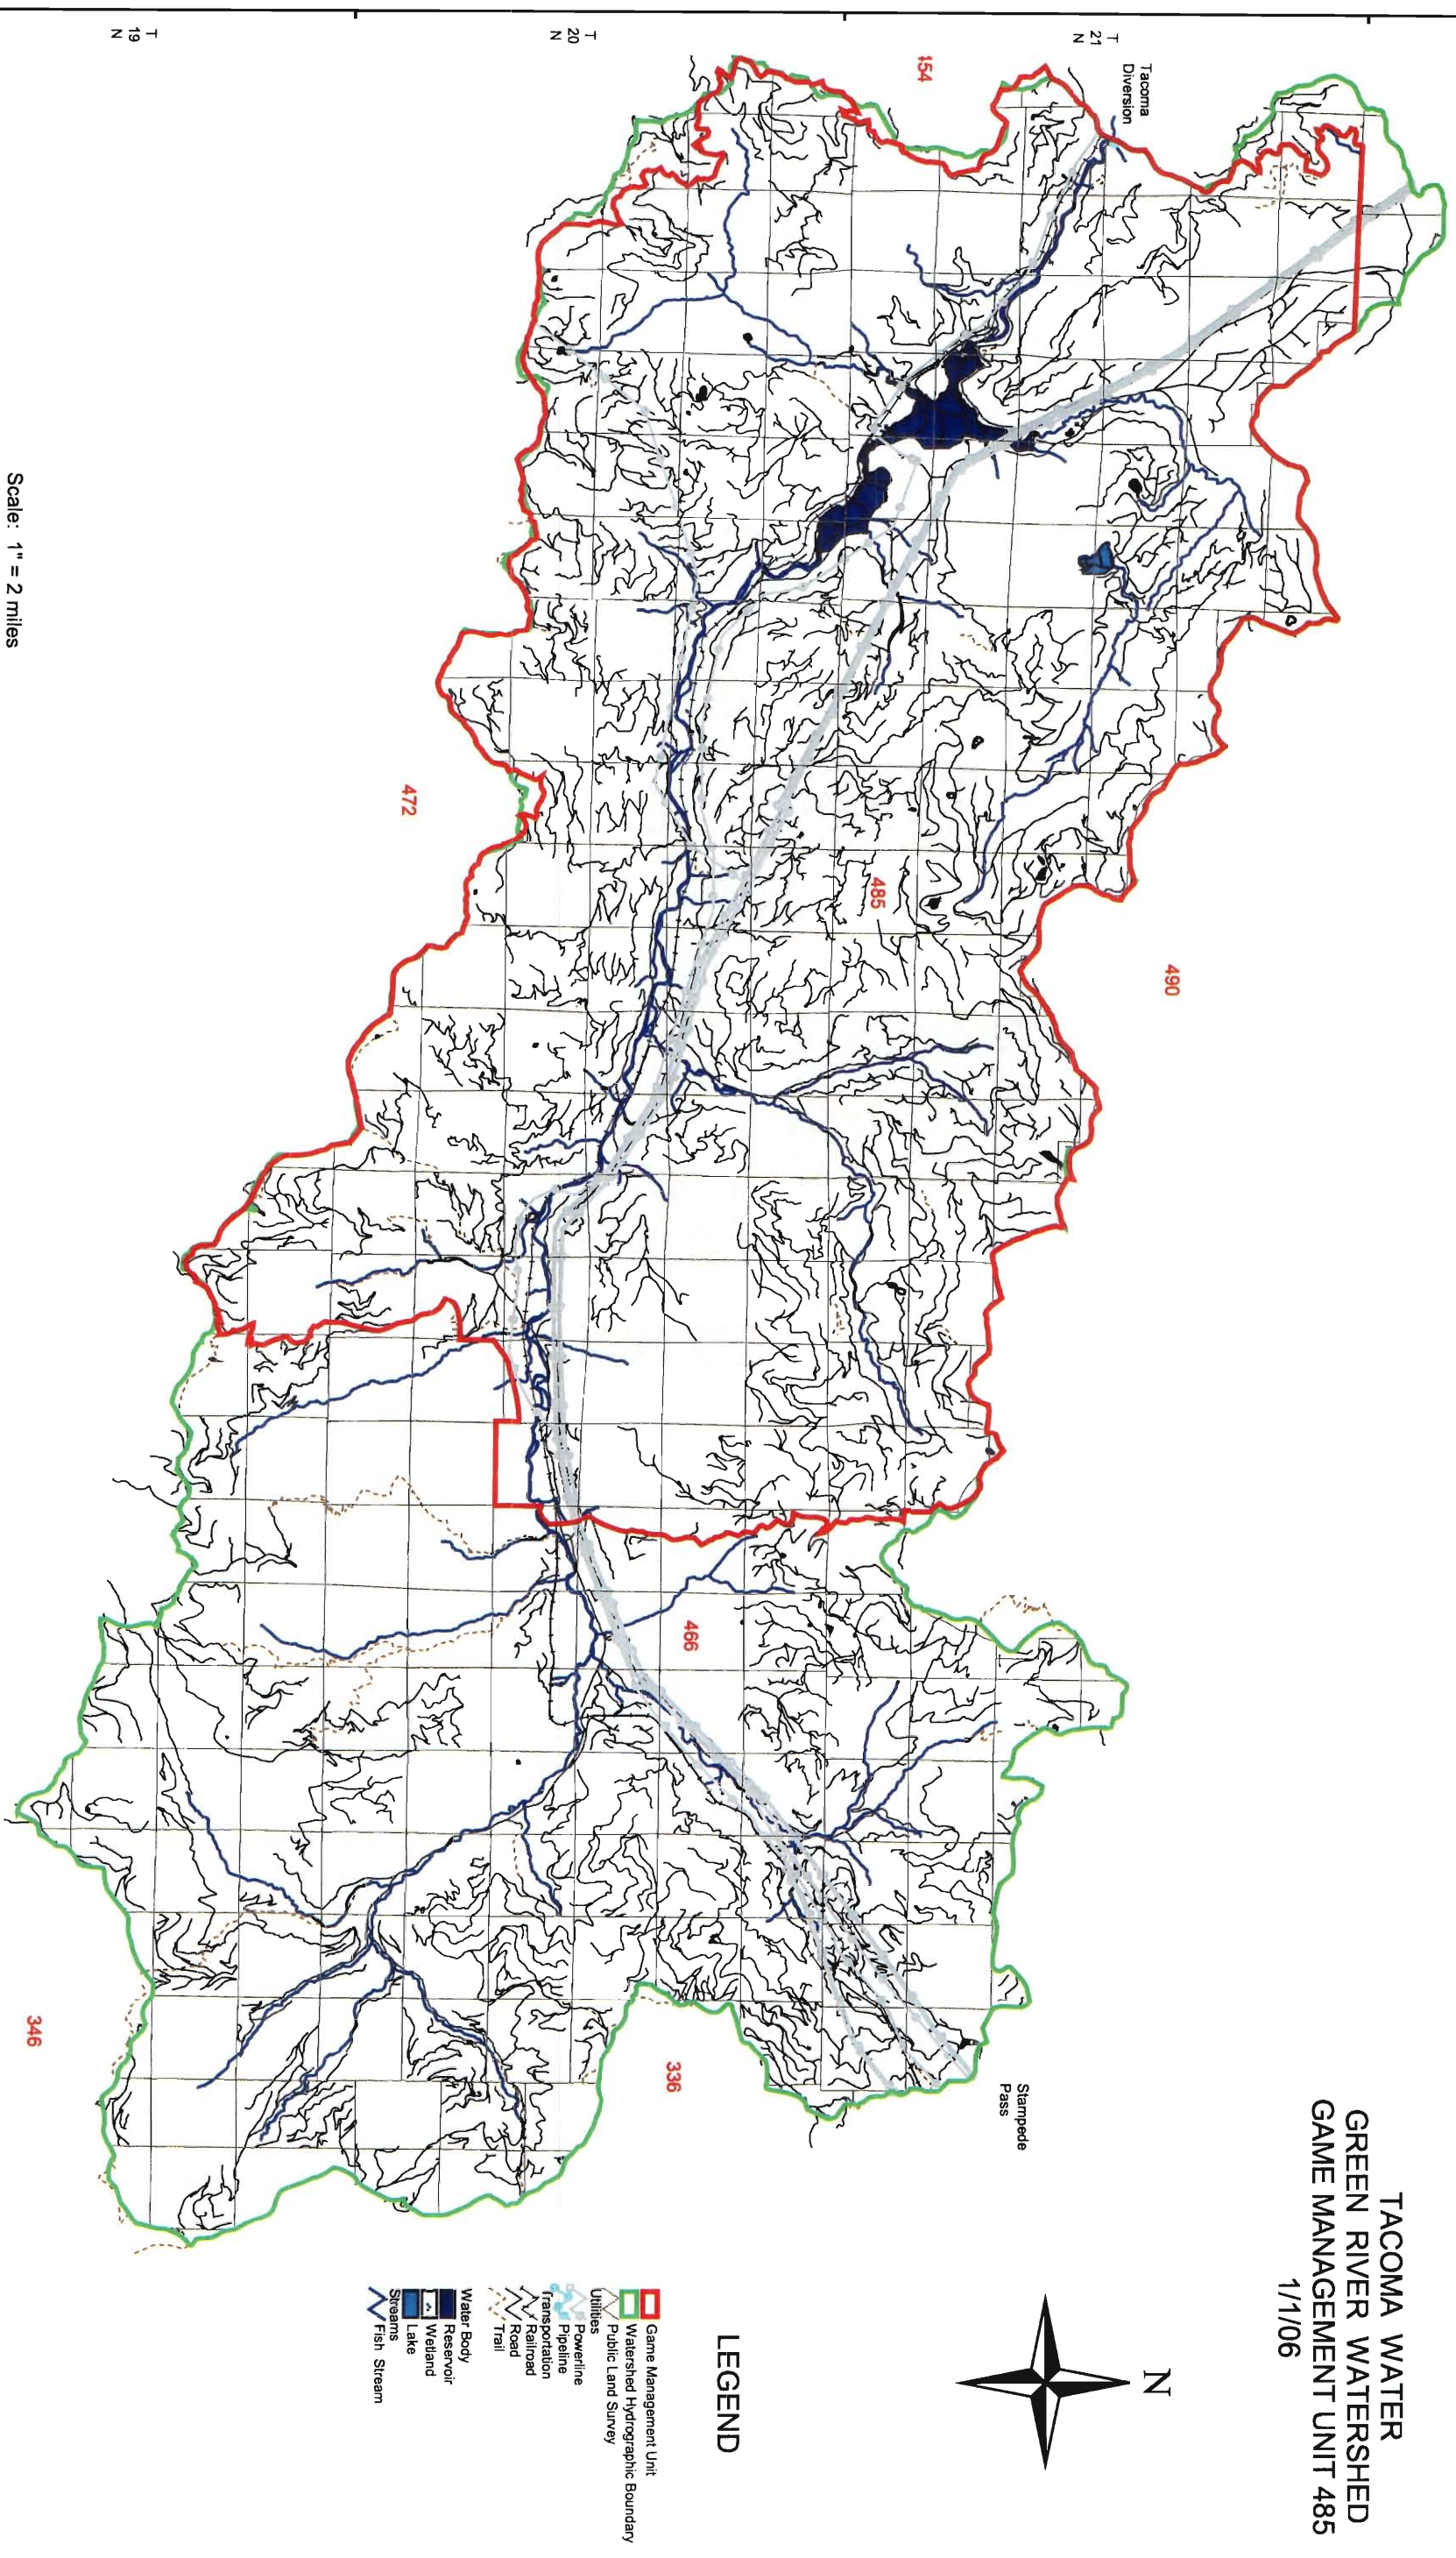 TACOMA WATER
GREEN RIVER WATERSHED
GAME MANAGEMENT UNIT 485
1/1/06
N
LEGEND
Game Management Unit
Watershed Hydrographic Boundary
Public Land Survey
Utilities
Powerline
Pipeline
Transportation
Railroad
Road
Trail
Water Body
Reservoir
Wetland
Lake
Streams
Fish Stream
T
21
N
T
20
N
T
19
N
Tacoma
Diversion
154
490
485
472
466
Stampede
Pass
336
346
Scale: 1" = 2 miles